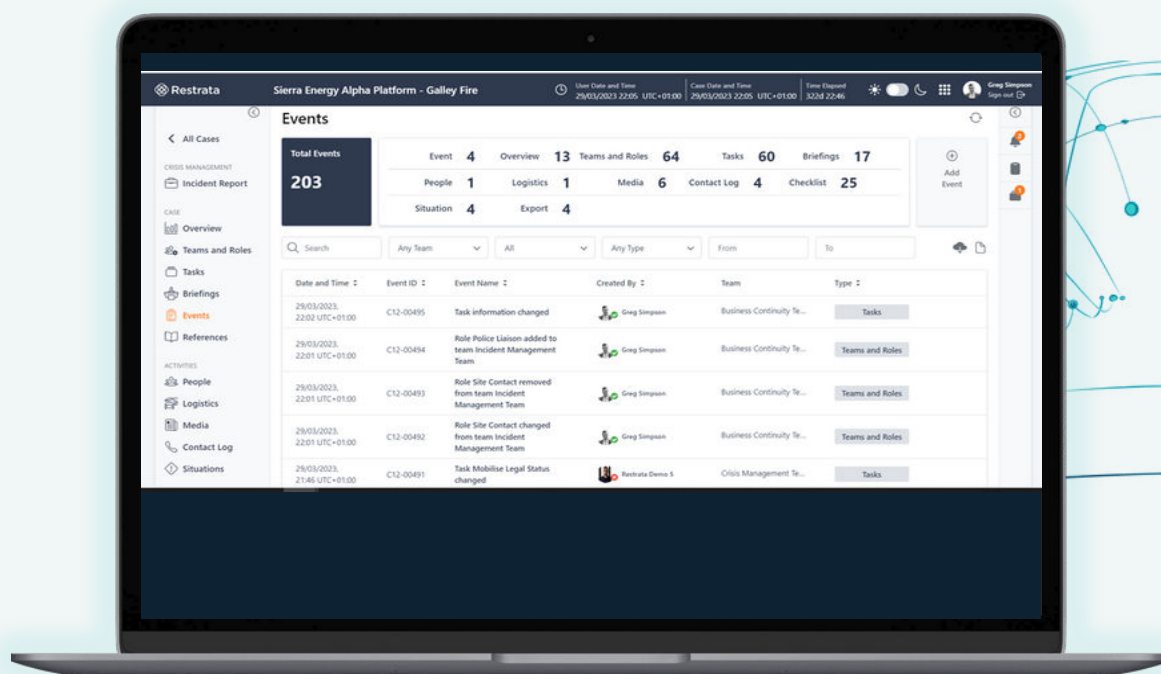 Restrata
Sierra Energy Alpha Platform - Galley Fire
User Date and Time
29/03/2023 22:05 UTC+01:00
Case Date and Time
29/03/2023 22:05 UTC+01:00
Time Elapsed
322d 22:46
Greg Simpson
Sign out
All Cases
CRISIS MANAGEMENT
Incident Report
CASE
Overview
Teams and Roles
Tasks
Briefings
Events
References
ACTIVITIES
People
Logistics
Media
Contact Log
Situations
Events
Total Events
203
Event 4 Overview 13 Teams and Roles 64 Tasks 60 Briefings 17
People 1 Logistics 1 Media 6 Contact Log 4 Checklist 25
Situation 4 Export 4
Add
Event
2
1
Search Any Team All Any Type From To
Date and Time Event ID Event Name Created By Team Type
29/03/2023,
22:02 UTC+01:00
C12-00495
Task information changed
Greg Simpson
Business Continuity Te...
Tasks
29/03/2023,
22:01 UTC+01:00
C12-00494
Role Police Liaison added to
team Incident Management
Team
Greg Simpson
Business Continuity Te...
Teams and Roles
29/03/2023,
22:01 UTC+01:00
C12-00493
Role Site Contact removed
from team Incident
Management Team
Greg Simpson
Business Continuity Te...
Teams and Roles
29/03/2023,
22:01 UTC+01:00
C12-00492
Role Site Contact changed
from team Incident
Management Team
Greg Simpson
Business Continuity Te...
Teams and Roles
29/03/2023,
21:46 UTC+01:00
C12-00491
Task Mobilise Legal Status
changed
Restrata Demo 5
Crisis Management Te...
Tasks